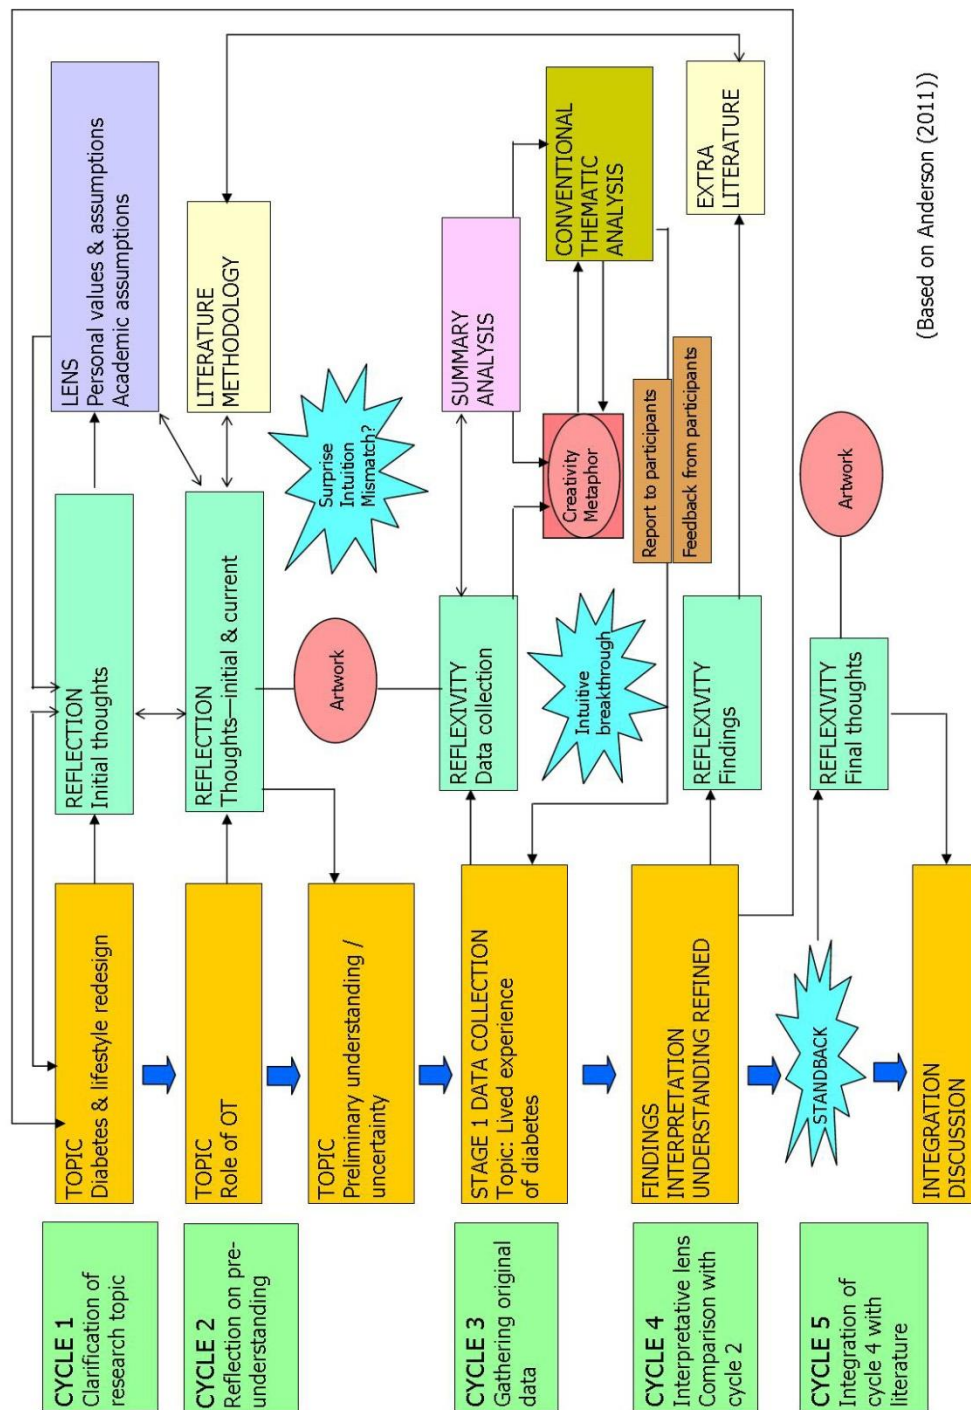 CYCLE 1
Clarification of
research topic
TOPIC
Diabetes & lifestyle redesign
REFLECTION
Initial thoughts
LENS
Personal values & assumptions
Academic assumptions
CYCLE 2
Reflection on pre-
understanding
TOPIC
Role of OT
REFLECTION
Thoughts—initial & current
LITERATURE
METHODOLOGY
TOPIC
Preliminary understanding /
uncertainty
Artwork
Surprise
Intuition
Mismatch?
CYCLE 3
Gathering original
data
STAGE 1 DATA COLLECTION
Topic: Lived experience
of diabetes
REFLEXIVITY
Data collection
SUMMARY
ANALYSIS
Intuitive
breakthrough
Creativity
Metaphor
CONVENTIONAL
THEMATIC
ANALYSIS
Report to participants
Feedback from participants
CYCLE 4
Interpretative lens
Comparison with
cycle 2
FINDINGS
INTERPRETATION
UNDERSTANDING REFINED
REFLEXIVITY
Findings
EXTRA
LITERATURE
CYCLE 5
Integration of
cycle 4 with
literature
STANDBACK
REFLEXIVITY
Final thoughts
Artwork
INTEGRATION
DISCUSSION
(Based on Anderson (2011))